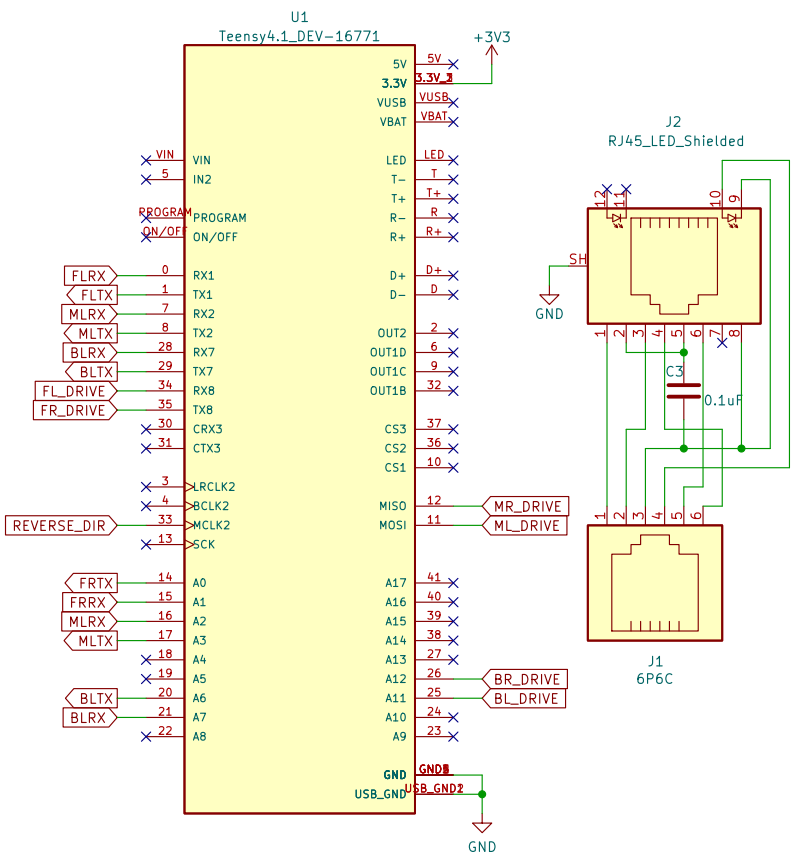 U1
Teensy4.1_DEV-16771
+3V3
5V 5V
3.3V
VUSB VUSB
VBAT VBAT
VIN VIN LED LED
5 IN2 T- T
T+ T+
PROGRAM PROGRAM R- R
ON/OFF ON/OFF R+ R+
FLRX 0 RX1 D+ D+
FLTX 1 TX1 D- D
MLRX 7 RX2
MLTX 8 TX2 OUT2 2
BLRX 28 RX7 OUT1D 6
BLTX 29 TX7 OUT1C 9
FL_DRIVE 34 RX8 OUT1B 32
FR_DRIVE 35 TX8
30 CRX3 CS3 37
31 CTX3 CS2 36
CS1 10
3 LRCLK2
4 BCLK2 MISO 12 MR_DRIVE
REVERSE_DIR 33 MCLK2 MOSI 11 ML_DRIVE
13 SCK
FRTX 14 A0 A17 41
FRRX 15 A1 A16 40
MLRX 16 A2 A15 39
MLTX 17 A3 A14 38
18 A4 A13 27
19 A5 A12 26 BR_DRIVE
BLTX 20 A6 A11 25 BL_DRIVE
BLRX 21 A7 A10 24
22 A8 A9 23
GND
USB_GND
GND
J2
RJ45_LED_Shielded
12 11 10 9
SH
GND
1 2 3 4 5 6 7 8
C3
0.1uF
1 2 3 4 5 6
J1
6P6C